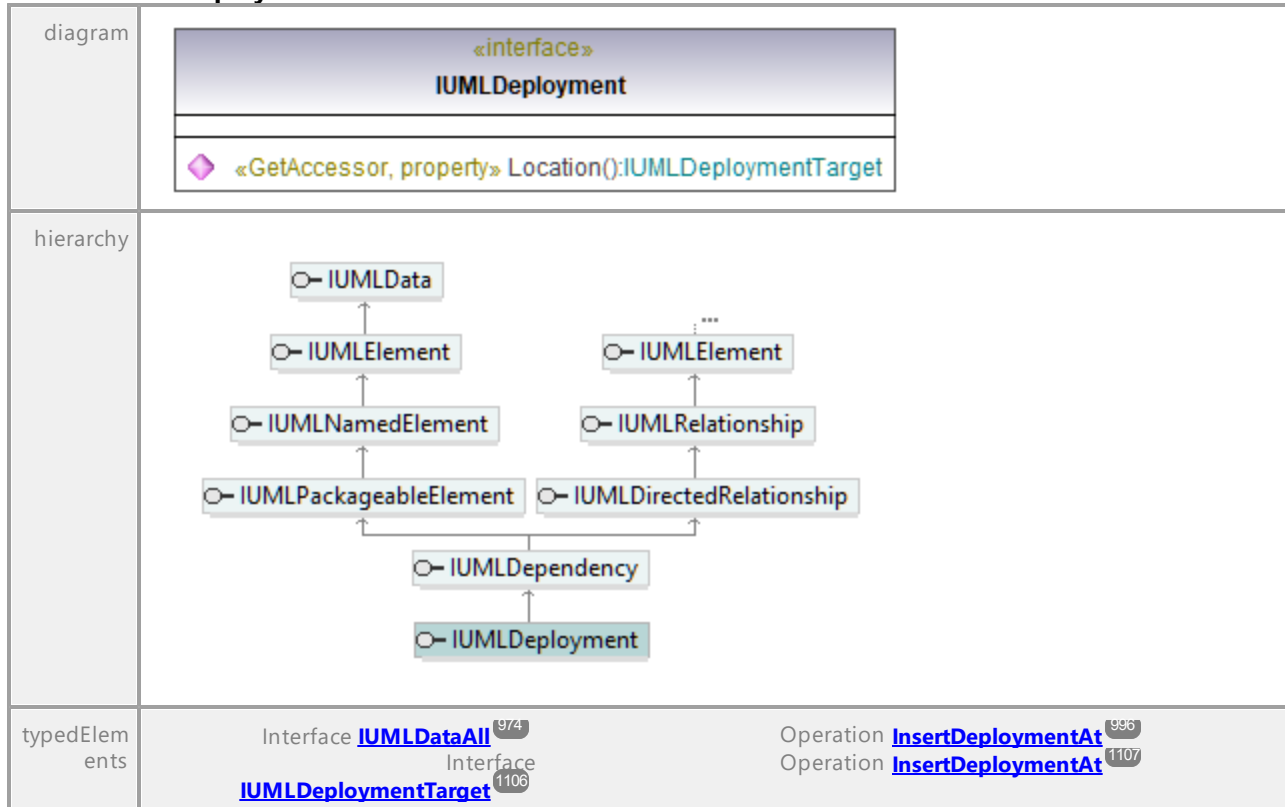 diagram
«interface»
IUMLDeployment
«GetAccessor, property» Location():IUMLDeploymentTarget
hierarchy
IUMLData
...
IUMLElement IUMLElement
IUMLNamedElement IUMLRelationship
IUMLPackageableElement IUMLDirectedRelationship
IUMLDependency
IUMLDeployment
typedElem
ents
Interface IUMLDataAll 974 Operation InsertDeploymentAt 996
Interface Operation InsertDeploymentAt 1107
IUMLDeploymentTarget 1106